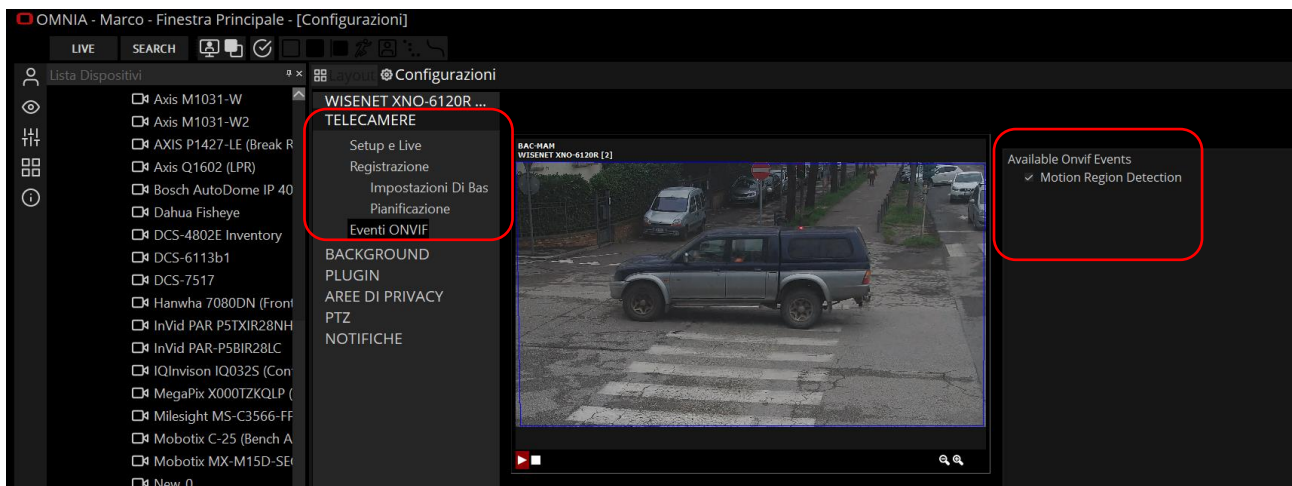 OMNIA - Marco - Finestra Principale - [Configurazioni]
LIVE SEARCH
Lista Dispositivi
Layout Configurazioni
Axis M1031-W
Axis M1031-W2
AXIS P1427-LE (Break R
Axis Q1602 (LPR)
Bosch AutoDome IP 40
Dahua Fisheye
DCS-4802E Inventory
DCS-6113b1
DCS-7517
Hanwha 7080DN (Front
InVid PAR P5TXIR28NH
InVid PAR-P5BIR28LC
IQInvison IQ032S (Con
MegaPix X000TZKQLP (
Milesight MS-C3566-FP
Mobotix C-25 (Bench A
Mobotix MX-M15D-SE
New_0
WISENET XNO-6120R ...
TELECAMERE
Setup e Live
Registrazione
Impostazioni Di Bas
Pianificazione
Eventi ONVIF
BACKGROUND
PLUGIN
AREE DI PRIVACY
PTZ
NOTIFICHE
BAC-MAM
WISENET XNO-6120R [2]
Available Onvif Events
Motion Region Detection